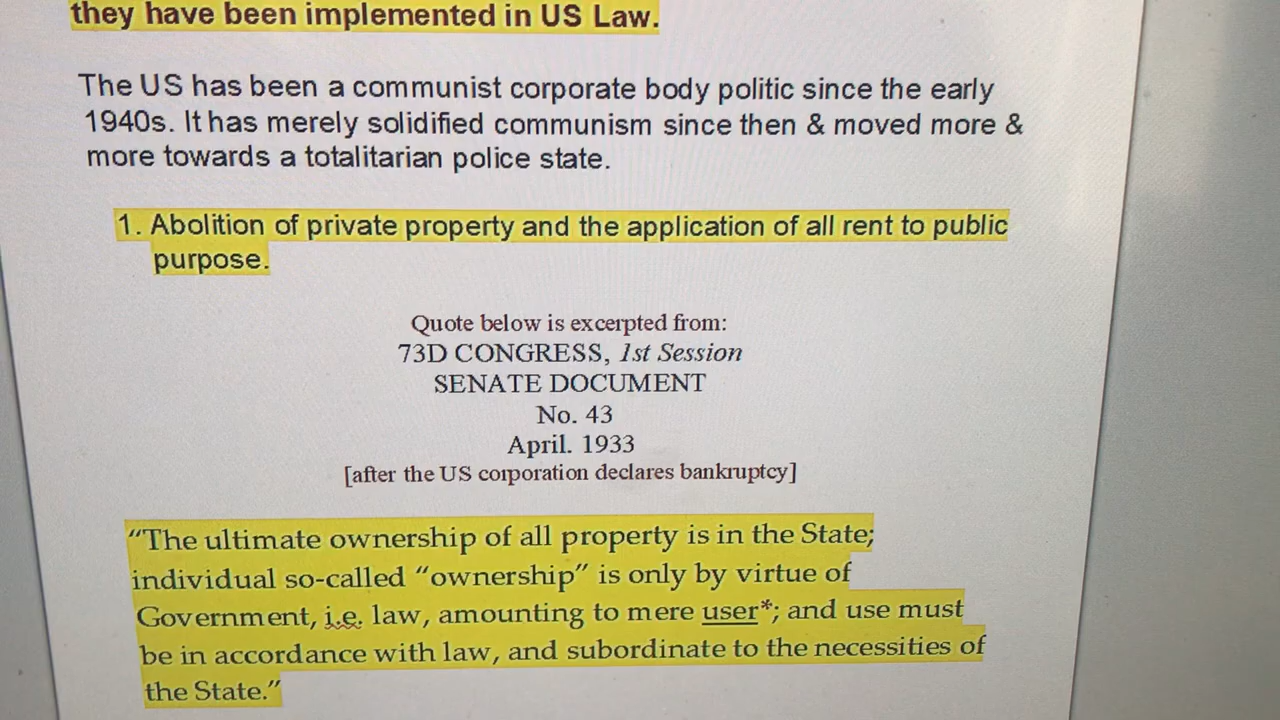 they have been implemented in US Law.
The US has been a communist corporate body politic since the early
1940s. It has merely solidified communism since then & moved more &
more towards a totalitarian police state.
1. Abolition of private property and the application of all rent to public
purpose.
Quote below is excerpted from:
73D CONGRESS, 1st Session
SENATE DOCUMENT
No. 43
April. 1933
[after the US corporation declares bankruptcy]
“The ultimate ownership of all property is in the State;
individual so-called “ownership” is only by virtue of
Government, i.e. law, amounting to mere user*; and use must
be in accordance with law, and subordinate to the necessities of
the State.”